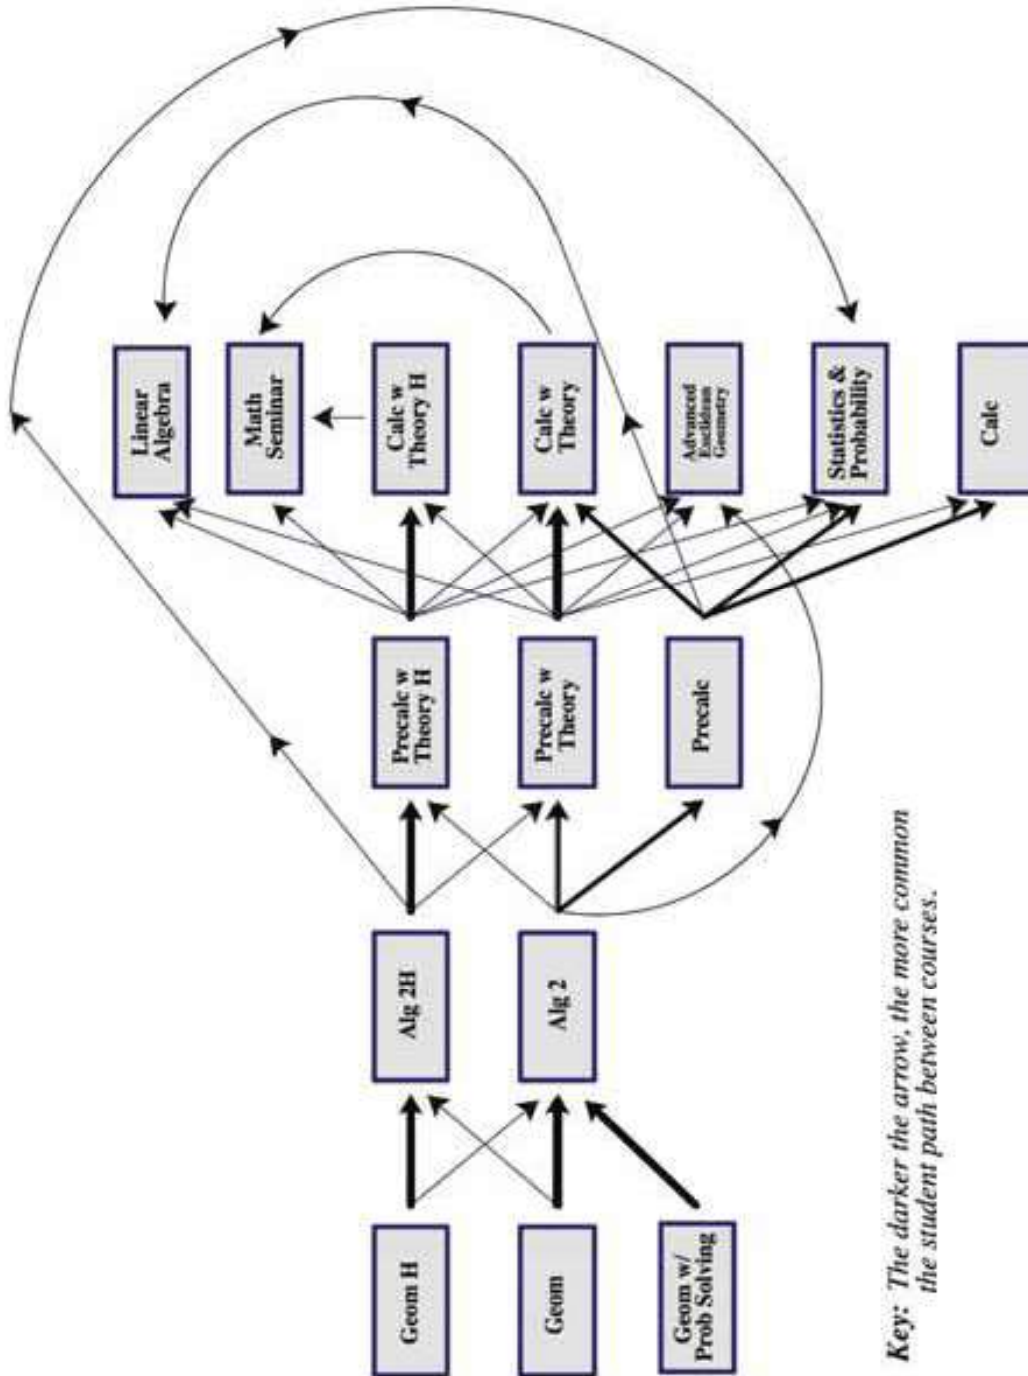 Linear
Algebra
Math
Seminar
Calc w
Theory H
Calc w
Theory
Advanced
Euclidean
Geometry
Statistics &
Probability
Calc
Precalc w
Theory H
Precalc w
Theory
Precalc
Alg 2H
Alg 2
Geom H
Geom
Geom w/
Prob Solving
Key: The darker the arrow, the more common
the student path between courses.